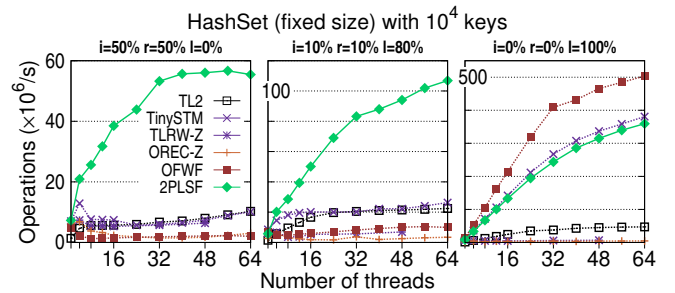 HashSet (fixed size) with 10⁴ keys
i=50% r=50% l=0%
i=10% r=10% l=80%
i=0% r=0% l=100%
Operations (×10⁶/s)
60
40
20
0
100
500
TL2
TinySTM
TLRW-Z
OREC-Z
OFWF
2PLSF
16 32 48 64
16 32 48 64
16 32 48 64
Number of threads